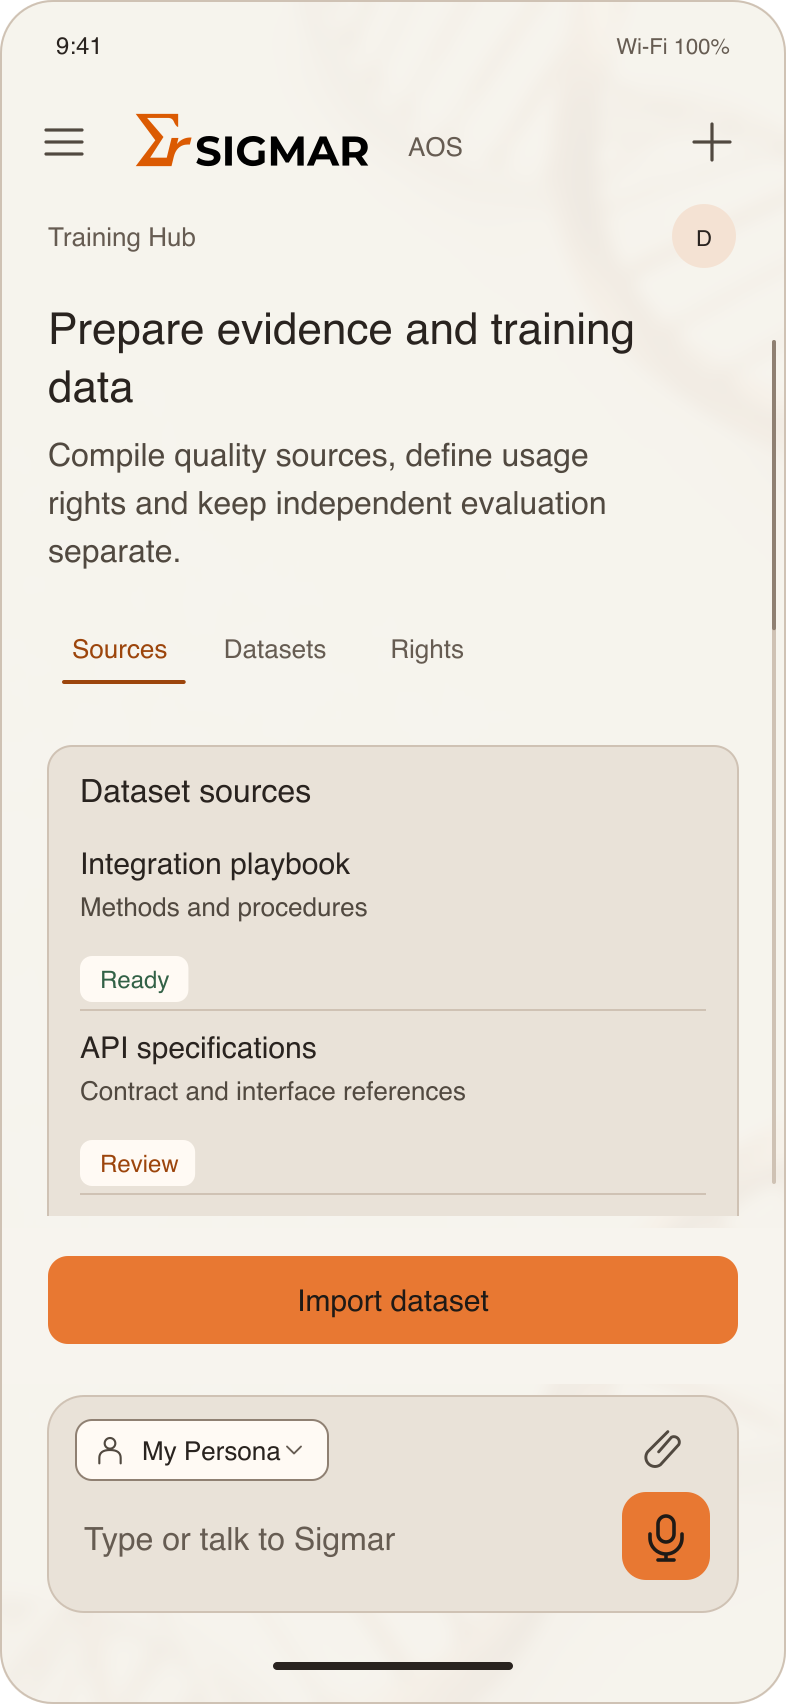 9:41
Wi-Fi 100%
Σr SIGMAR
AOS
Training Hub
D
Prepare evidence and training
data
Compile quality sources, define usage
rights and keep independent evaluation
separate.
Sources
Datasets
Rights
Dataset sources
Integration playbook
Methods and procedures
Ready
API specifications
Contract and interface references
Review
Import dataset
My Persona
Type or talk to Sigmar